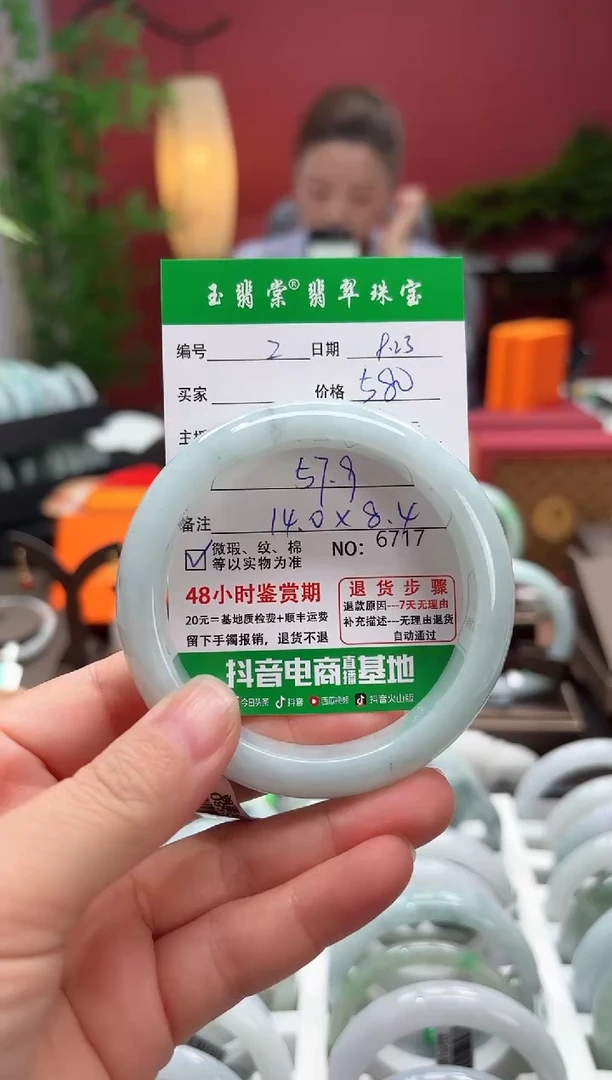 玉翡棠®翡翠珠宝
编号 2 日期 8.23
买家 价格 580
主
57.9
备注 14.0×8.4
微瑕、纹、棉
等以实物为准
NO: 6717
48小时鉴赏期
20元=基地质检费+顺丰运费
留下手镯报销，退货不退
退货步骤
退款原因---7天无理由
补充描述---无理由退货
自动通过
抖音电商直播基地
今日头条 抖音 西瓜视频 抖音火山版